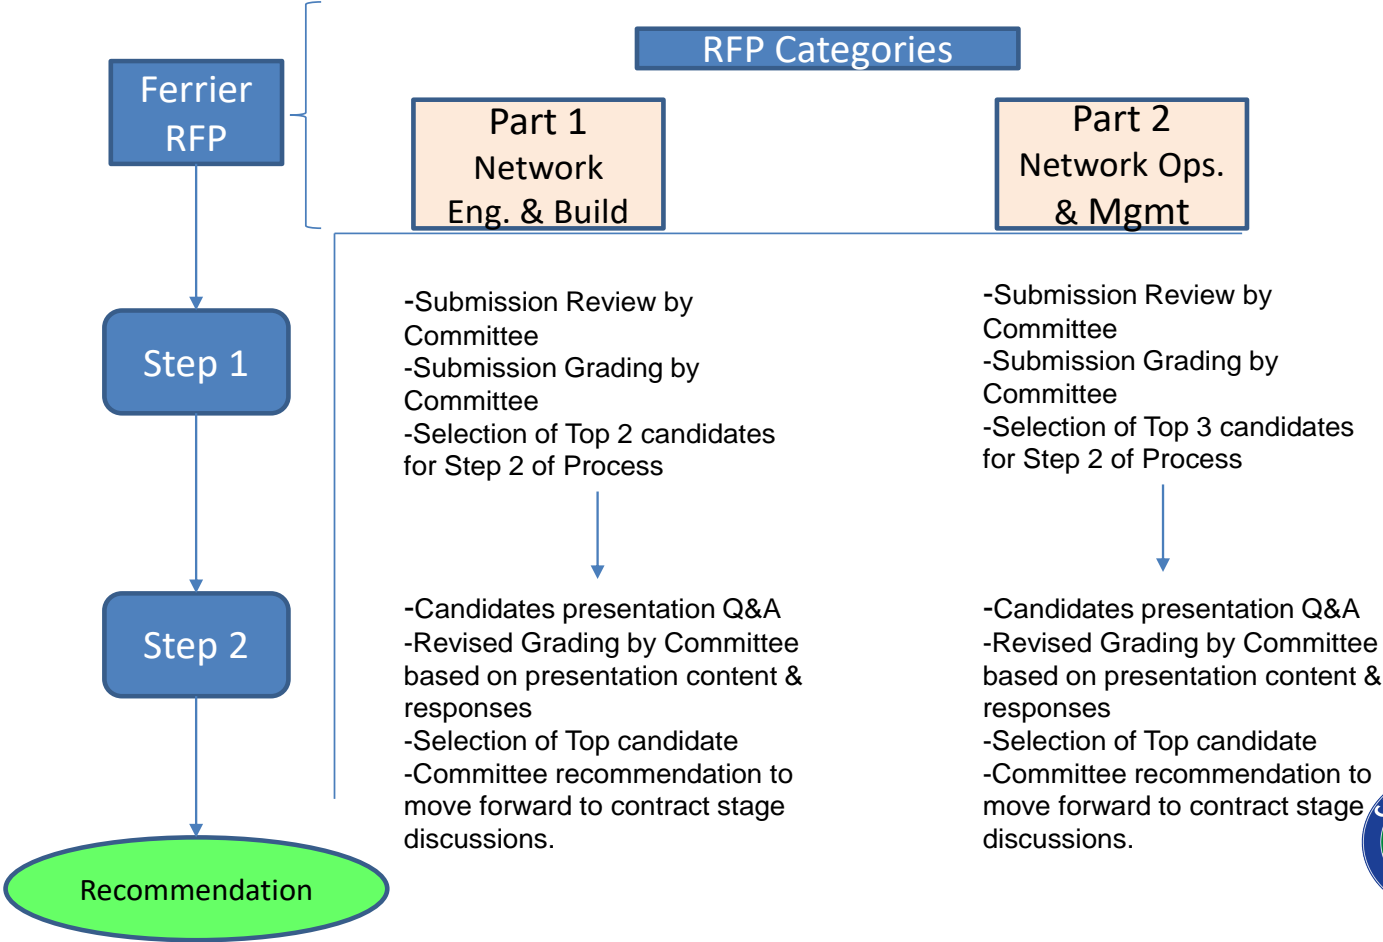 RFP Categories
Ferrier
RFP
Part 1
Network
Eng. & Build
Part 2
Network Ops.
& Mgmt
Step 1
-Submission Review by
Committee
-Submission Grading by
Committee
-Selection of Top 2 candidates
for Step 2 of Process
-Submission Review by
Committee
-Submission Grading by
Committee
-Selection of Top 3 candidates
for Step 2 of Process
Step 2
-Candidates presentation Q&A
-Revised Grading by Committee
based on presentation content &
responses
-Selection of Top candidate
-Committee recommendation to
move forward to contract stage
discussions.
-Candidates presentation Q&A
-Revised Grading by Committee
based on presentation content &
responses
-Selection of Top candidate
-Committee recommendation to
move forward to contract stage
discussions.
Recommendation